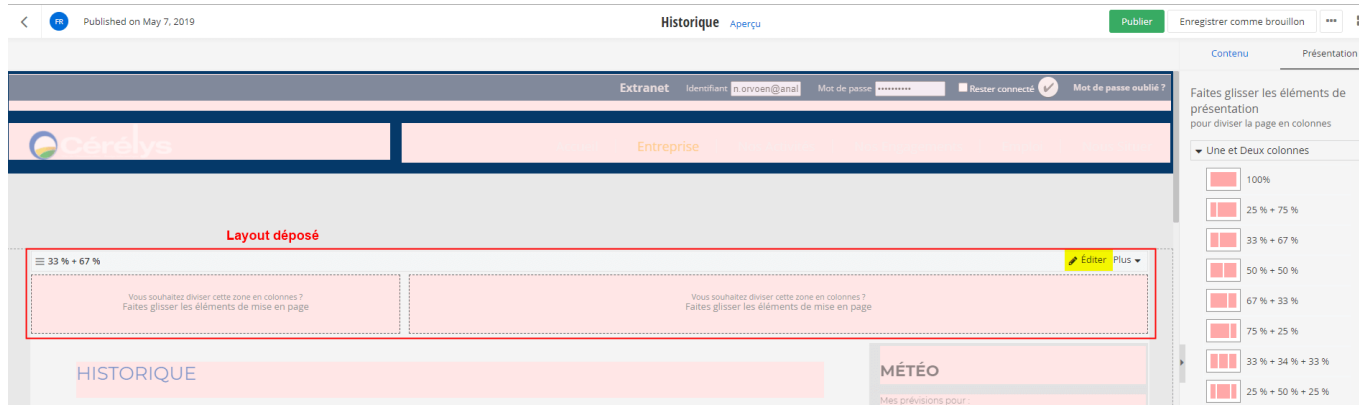 FR Published on May 7, 2019
Historique Aperçu
Publier
Enregistrer comme brouillon
Contenu
Présentation
Extranet Identifiant n.orvoen@anal Mot de passe •••••••••• Rester connecté Mot de passe oublié ?
Cérélys
Entreprise
Faites glisser les éléments de
présentation
pour diviser la page en colonnes
Une et Deux colonnes
100%
25 % + 75 %
33 % + 67 %
50 % + 50 %
67 % + 33 %
75 % + 25 %
33 % + 34 % + 33 %
25 % + 50 % + 25 %
Layout déposé
33 % + 67 %
Éditer Plus
Vous souhaitez diviser cette zone en colonnes ?
Faites glisser les éléments de mise en page
Vous souhaitez diviser cette zone en colonnes ?
Faites glisser les éléments de mise en page
HISTORIQUE
MÉTÉO
Mes prévisions pour :